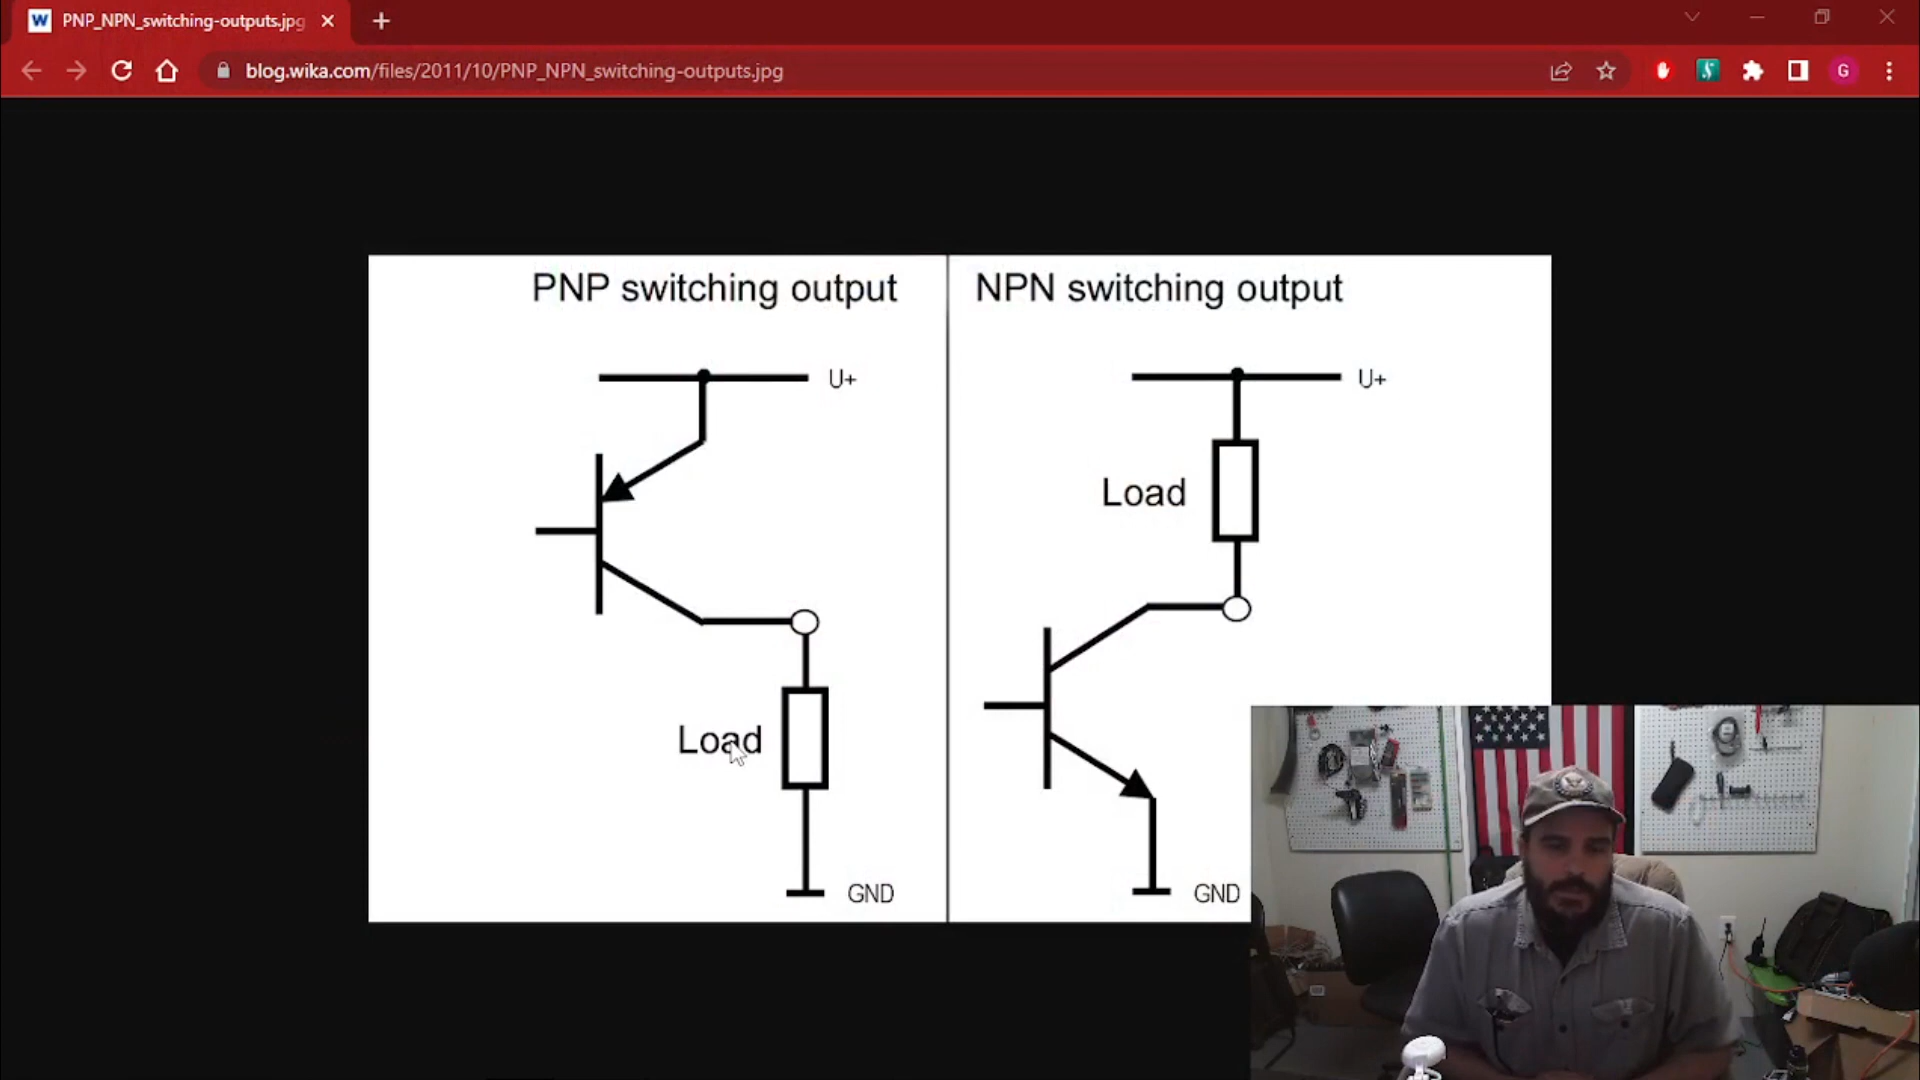 W PNP_NPN_switching-outputs.jpg
blog.wika.com/files/2011/10/PNP_NPN_switching-outputs.jpg
G
PNP switching output
U+
Load
GND
NPN switching output
U+
Load
GND